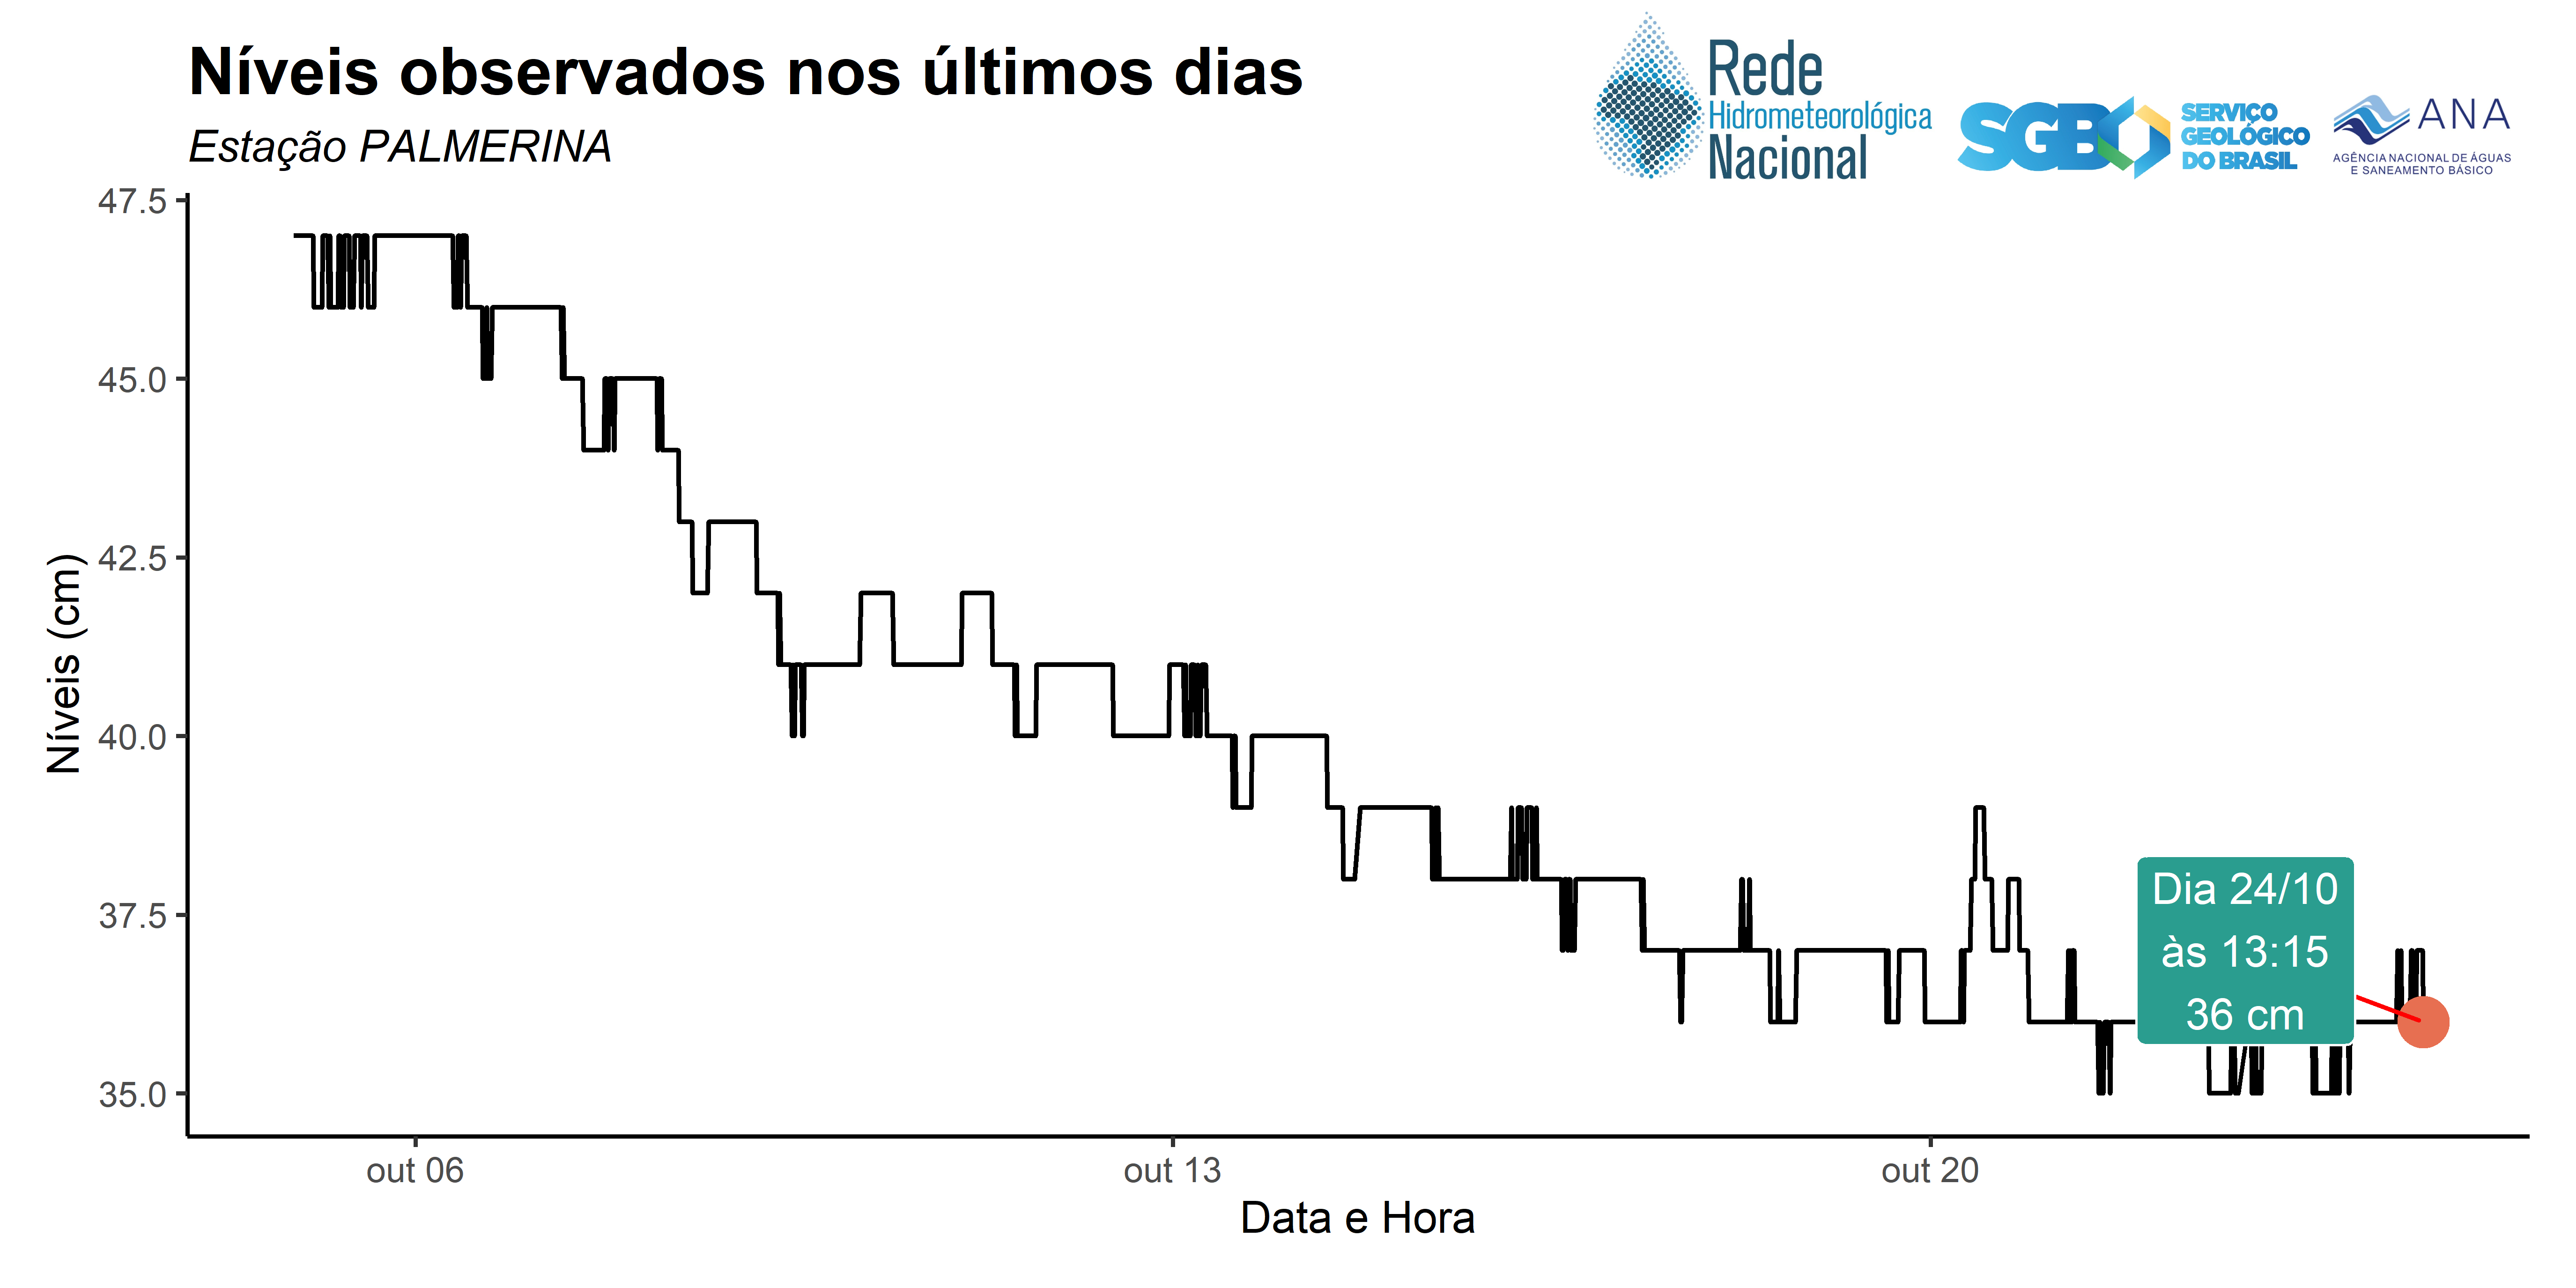 Níveis observados nos últimos dias
Estação PALMERINA
Rede
Hidrometeorológica
Nacional
SGB
SERVIÇO
GEOLÓGICO
DO BRASIL
ANA
AGÊNCIA NACIONAL DE ÁGUAS
E SANEAMENTO BÁSICO
Níveis (cm)
47.5
45.0
42.5
40.0
37.5
35.0
Dia 24/10
às 13:15
36 cm
out 06
out 13
out 20
Data e Hora